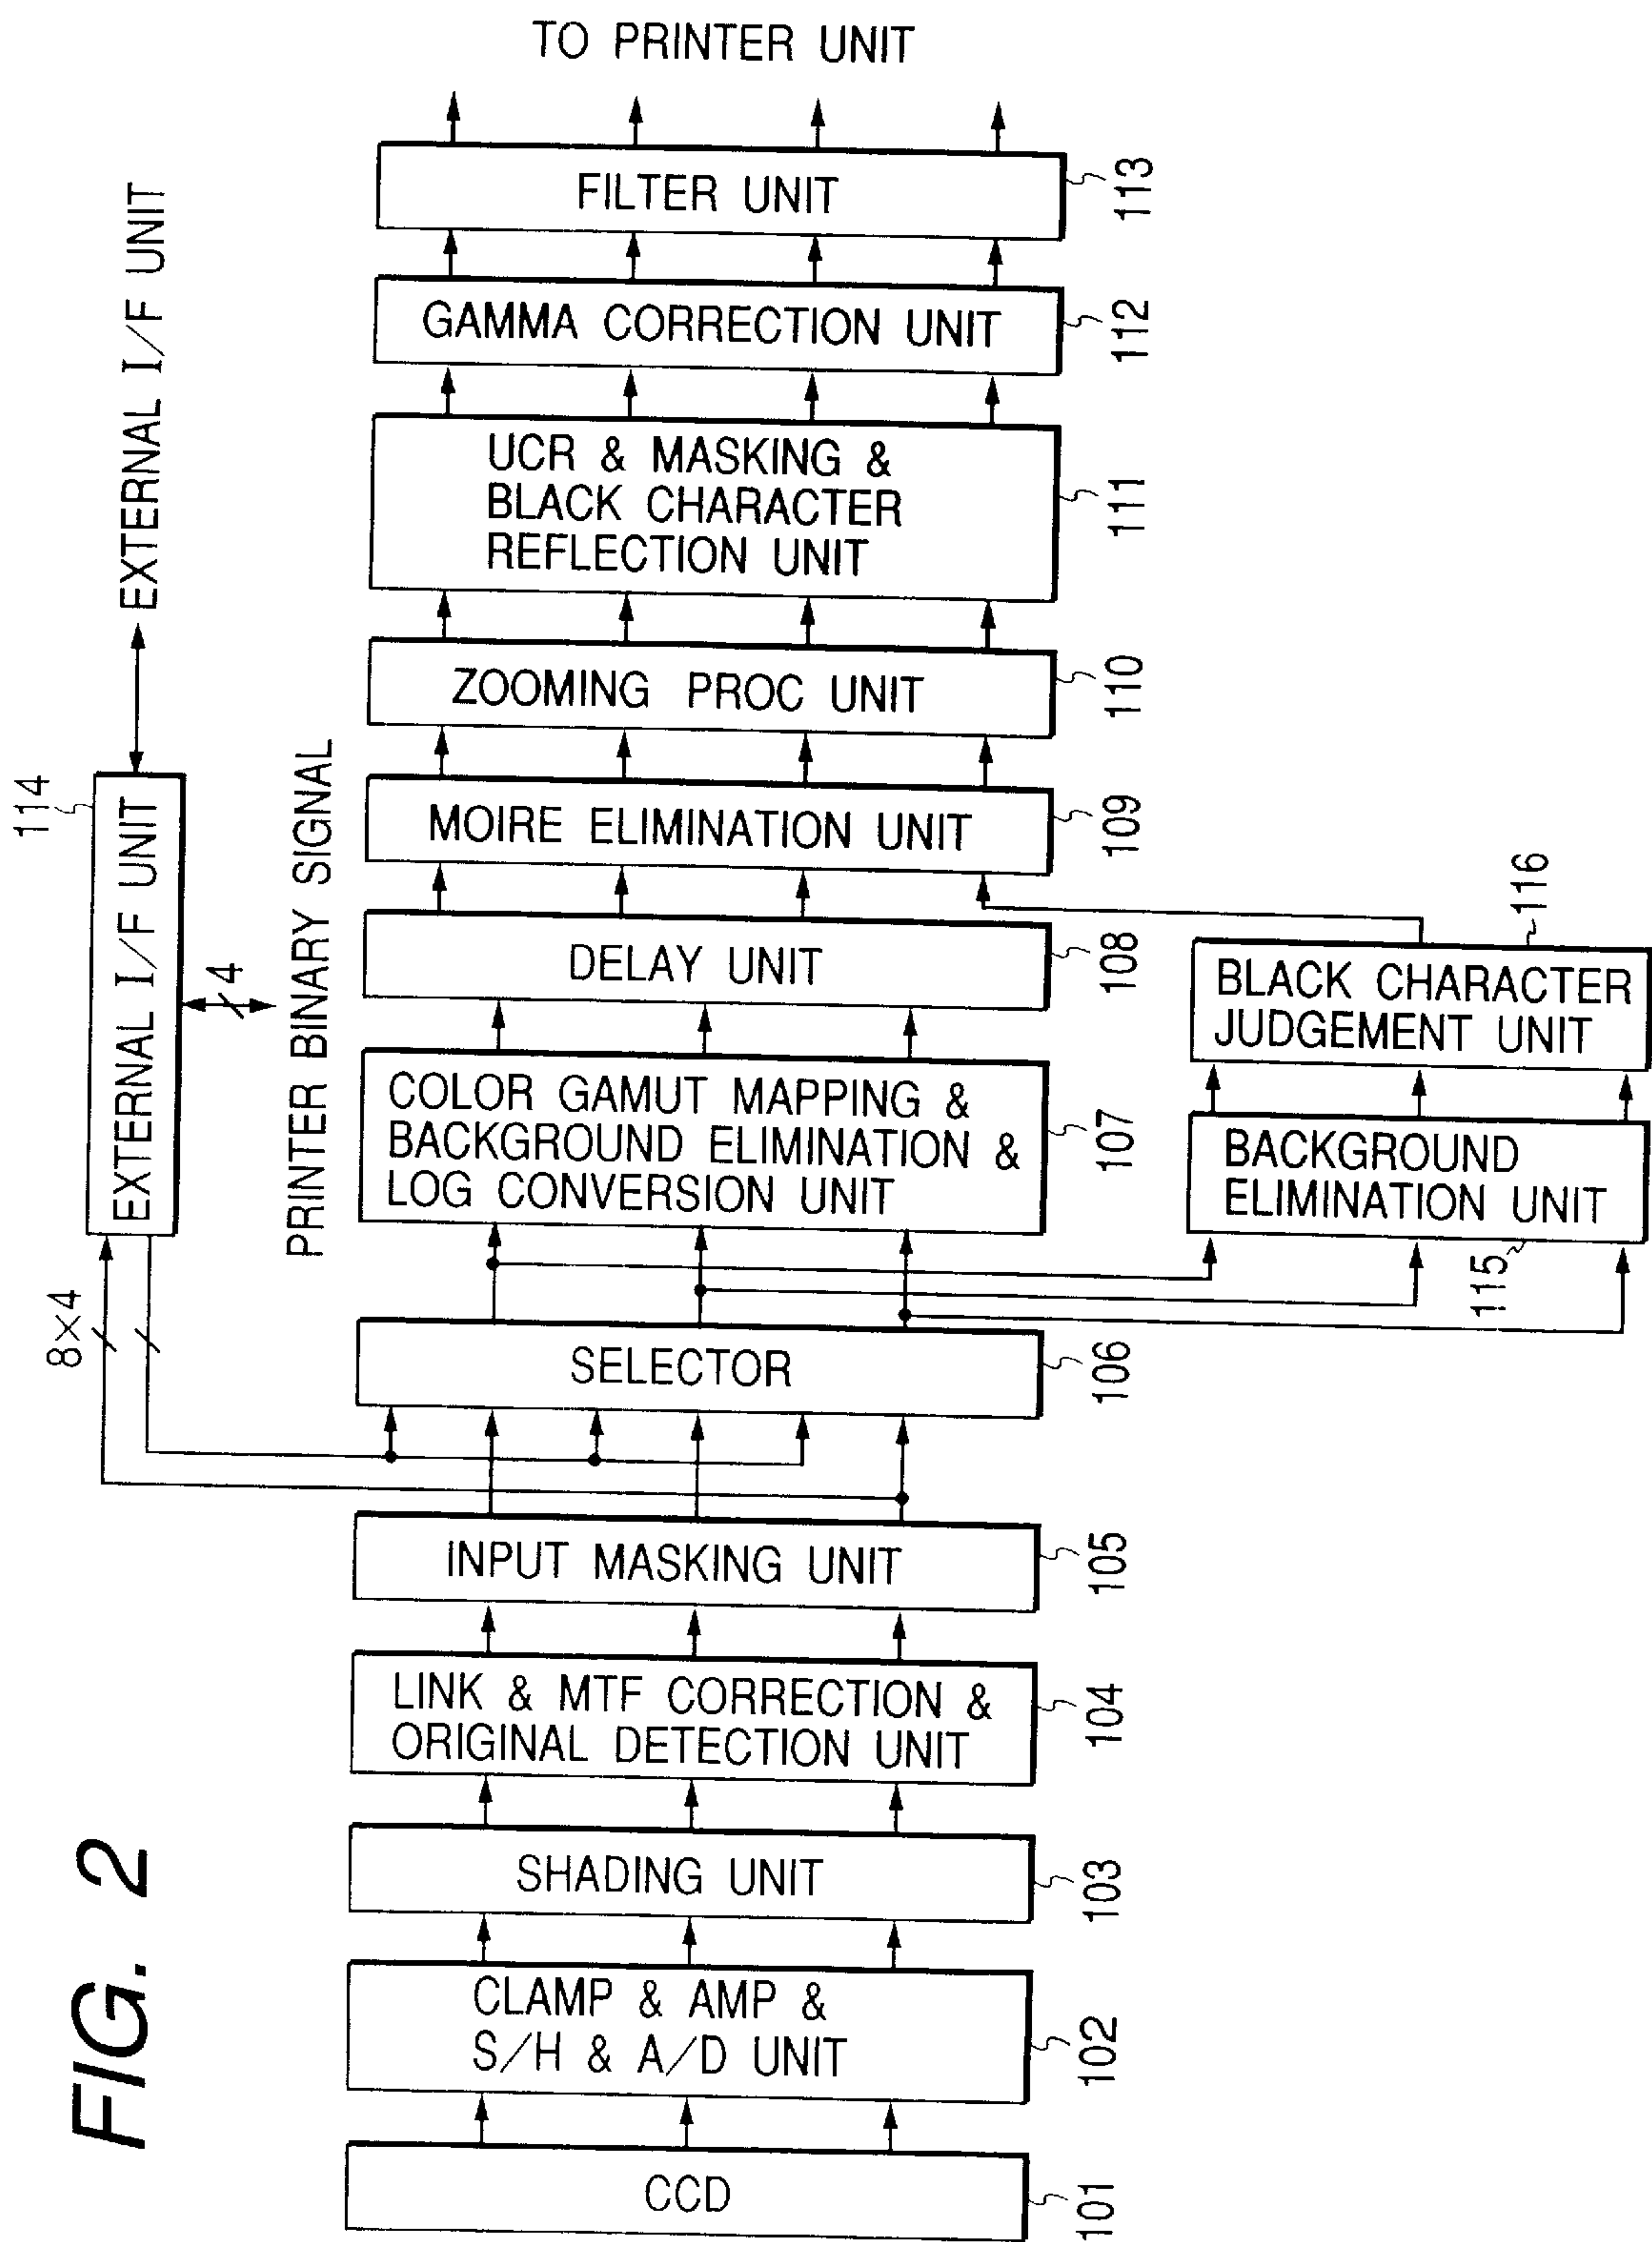 TO PRINTER UNIT
FILTER UNIT
113
EXTERNAL I/F UNIT
GAMMA CORRECTION UNIT
112
UCR & MASKING &
BLACK CHARACTER
REFLECTION UNIT
111
ZOOMING PROC UNIT
110
114
EXTERNAL I/F UNIT
4
PRINTER BINARY SIGNAL
MOIRE ELIMINATION UNIT
109
DELAY UNIT
108
116
BLACK CHARACTER
JUDGEMENT UNIT
COLOR GAMUT MAPPING &
BACKGROUND ELIMINATION &
LOG CONVERSION UNIT
107
BACKGROUND
ELIMINATION UNIT
115
8×4
SELECTOR
106
INPUT MASKING UNIT
105
LINK & MTF CORRECTION &
ORIGINAL DETECTION UNIT
104
SHADING UNIT
103
FIG. 2
CLAMP & AMP &
S/H & A/D UNIT
102
CCD
101